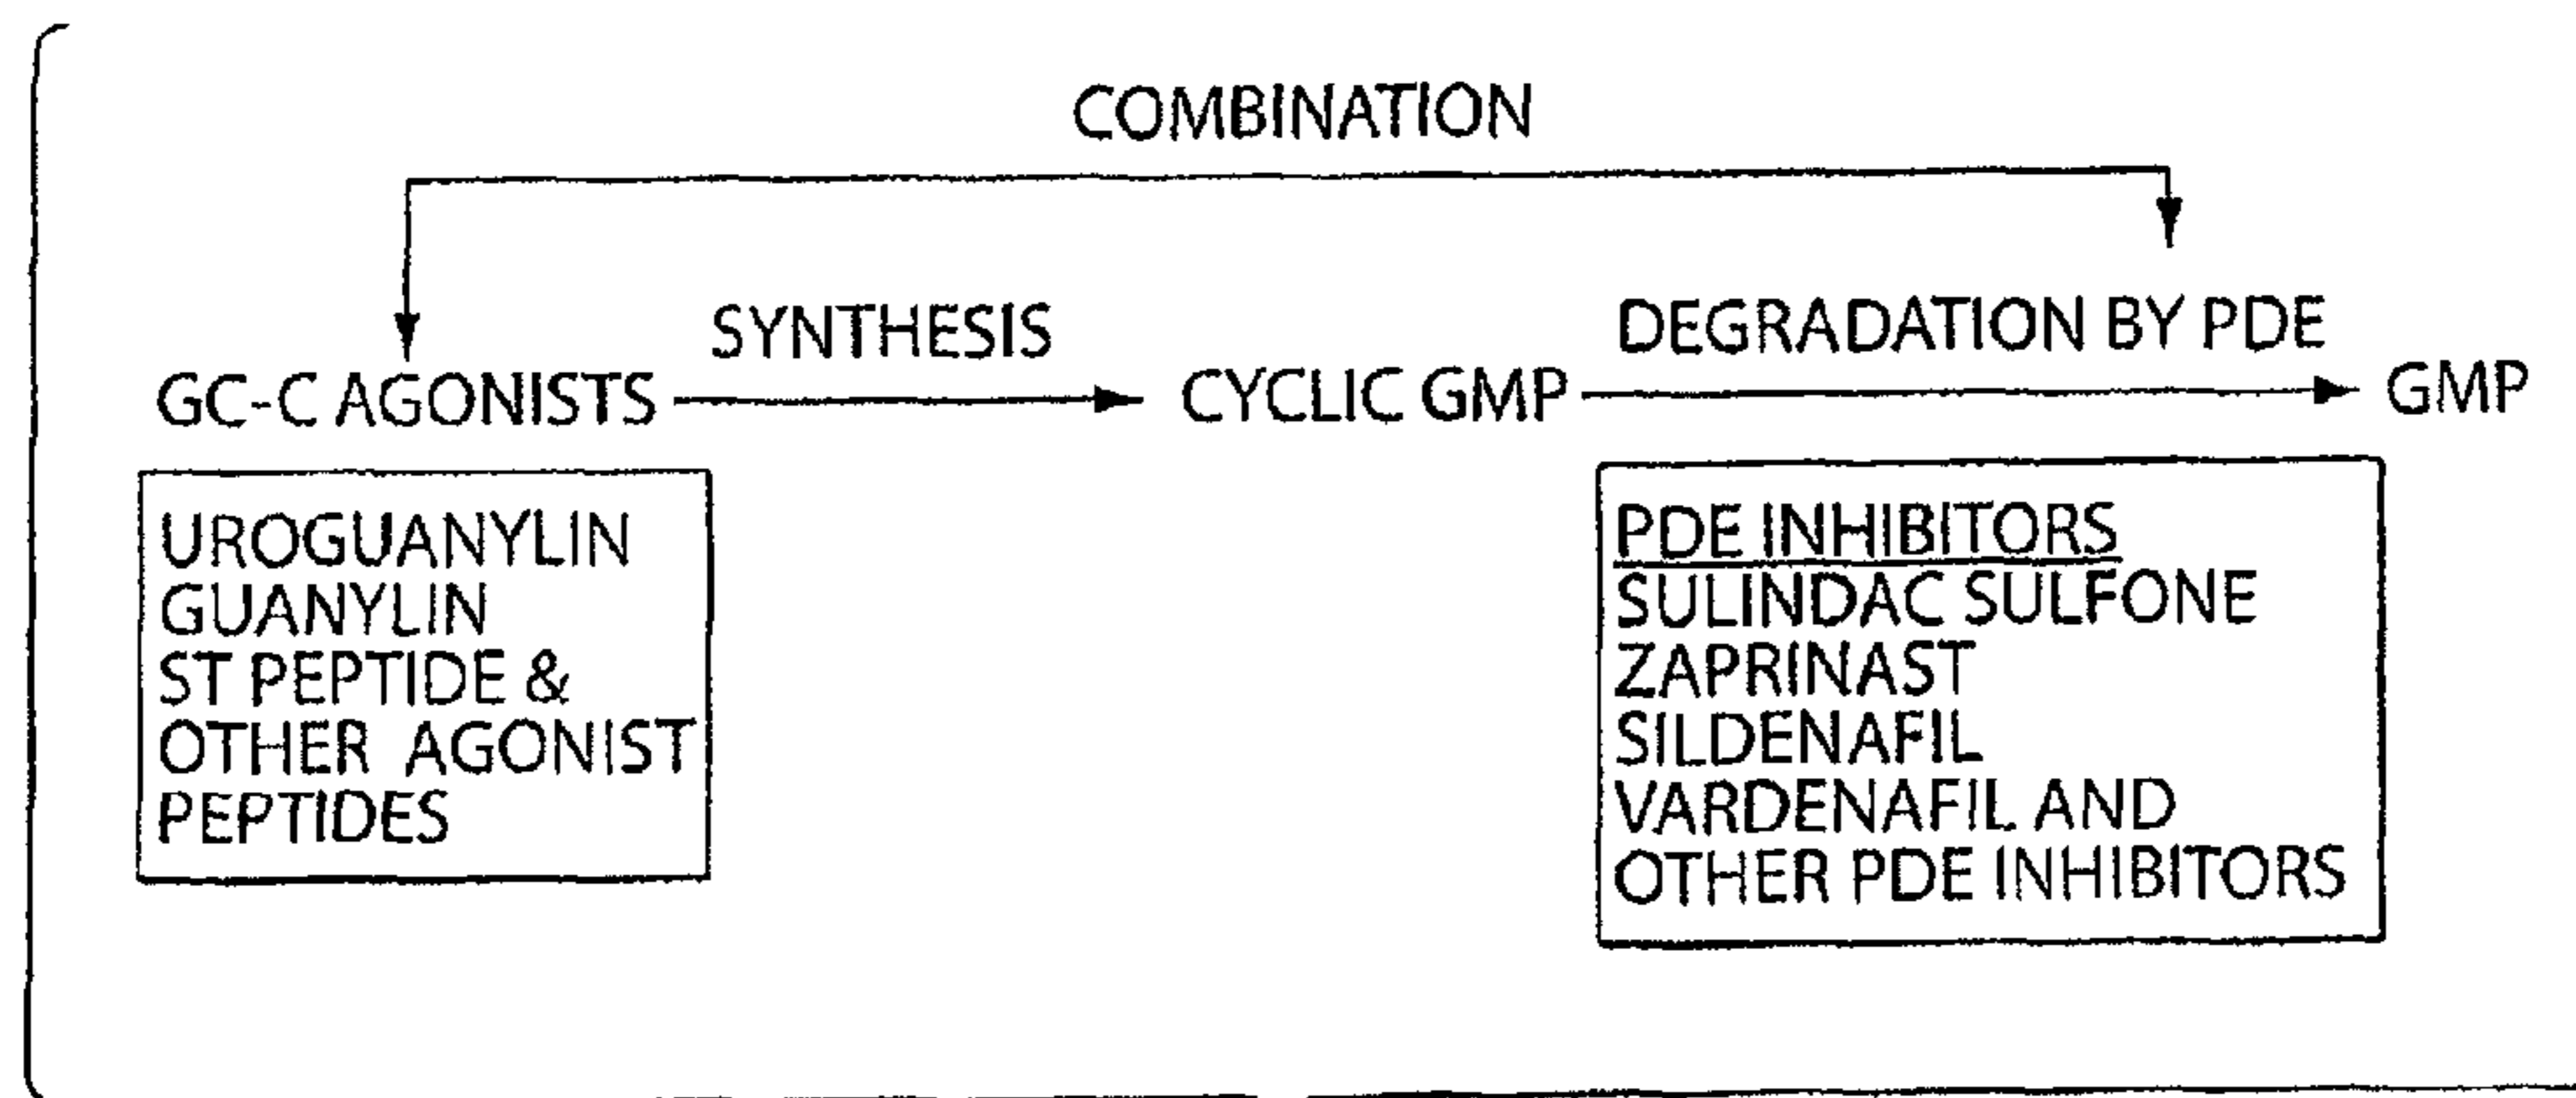 COMBINATION
SYNTHESIS
DEGRADATION BY PDE
GC-C AGONISTS
CYCLIC GMP
GMP
UROGUANYLIN
GUANYLIN
ST PEPTIDE &
OTHER AGONIST
PEPTIDES
PDE INHIBITORS
SULINDAC SULFONE
ZAPRINAST
SILDENAFIL
VARDENAFIL AND
OTHER PDE INHIBITORS